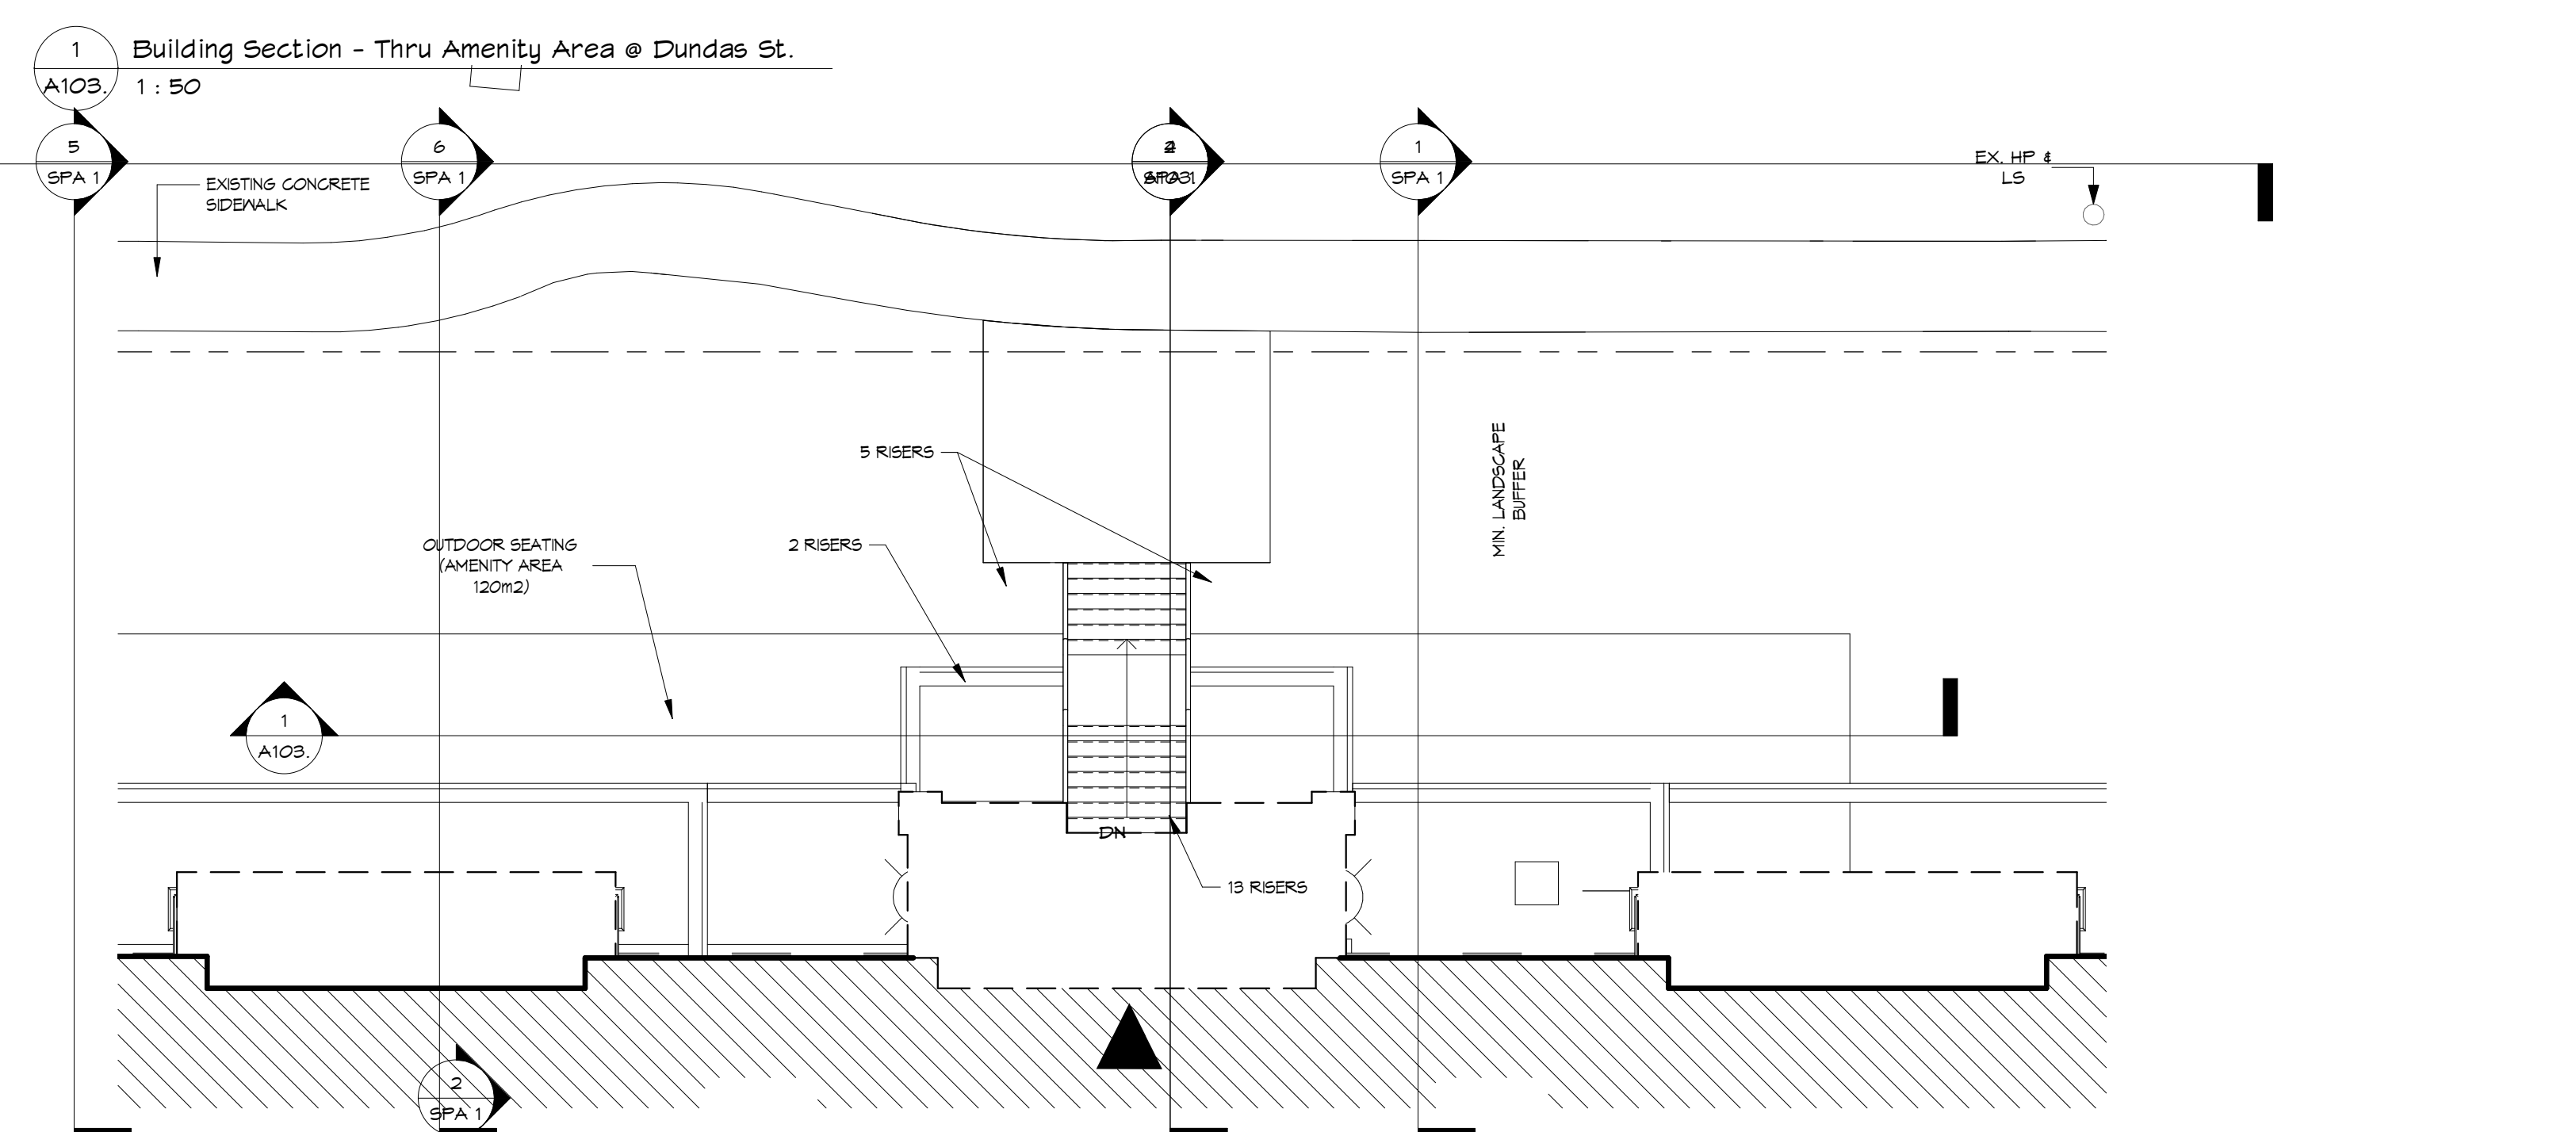 1
Building Section - Thru Amenity Area @ Dundas St.
A103.
1 : 50
5
SPA 1
6
SPA 1
1
SPA 1
EX. HP &
LS
EXISTING CONCRETE
SIDEWALK
5 RISERS
MIN. LANDSCAPE
BUFFER
2 RISERS
OUTDOOR SEATING
(AMENITY AREA
120m2)
1
A103.
DN
13 RISERS
2
SPA 1